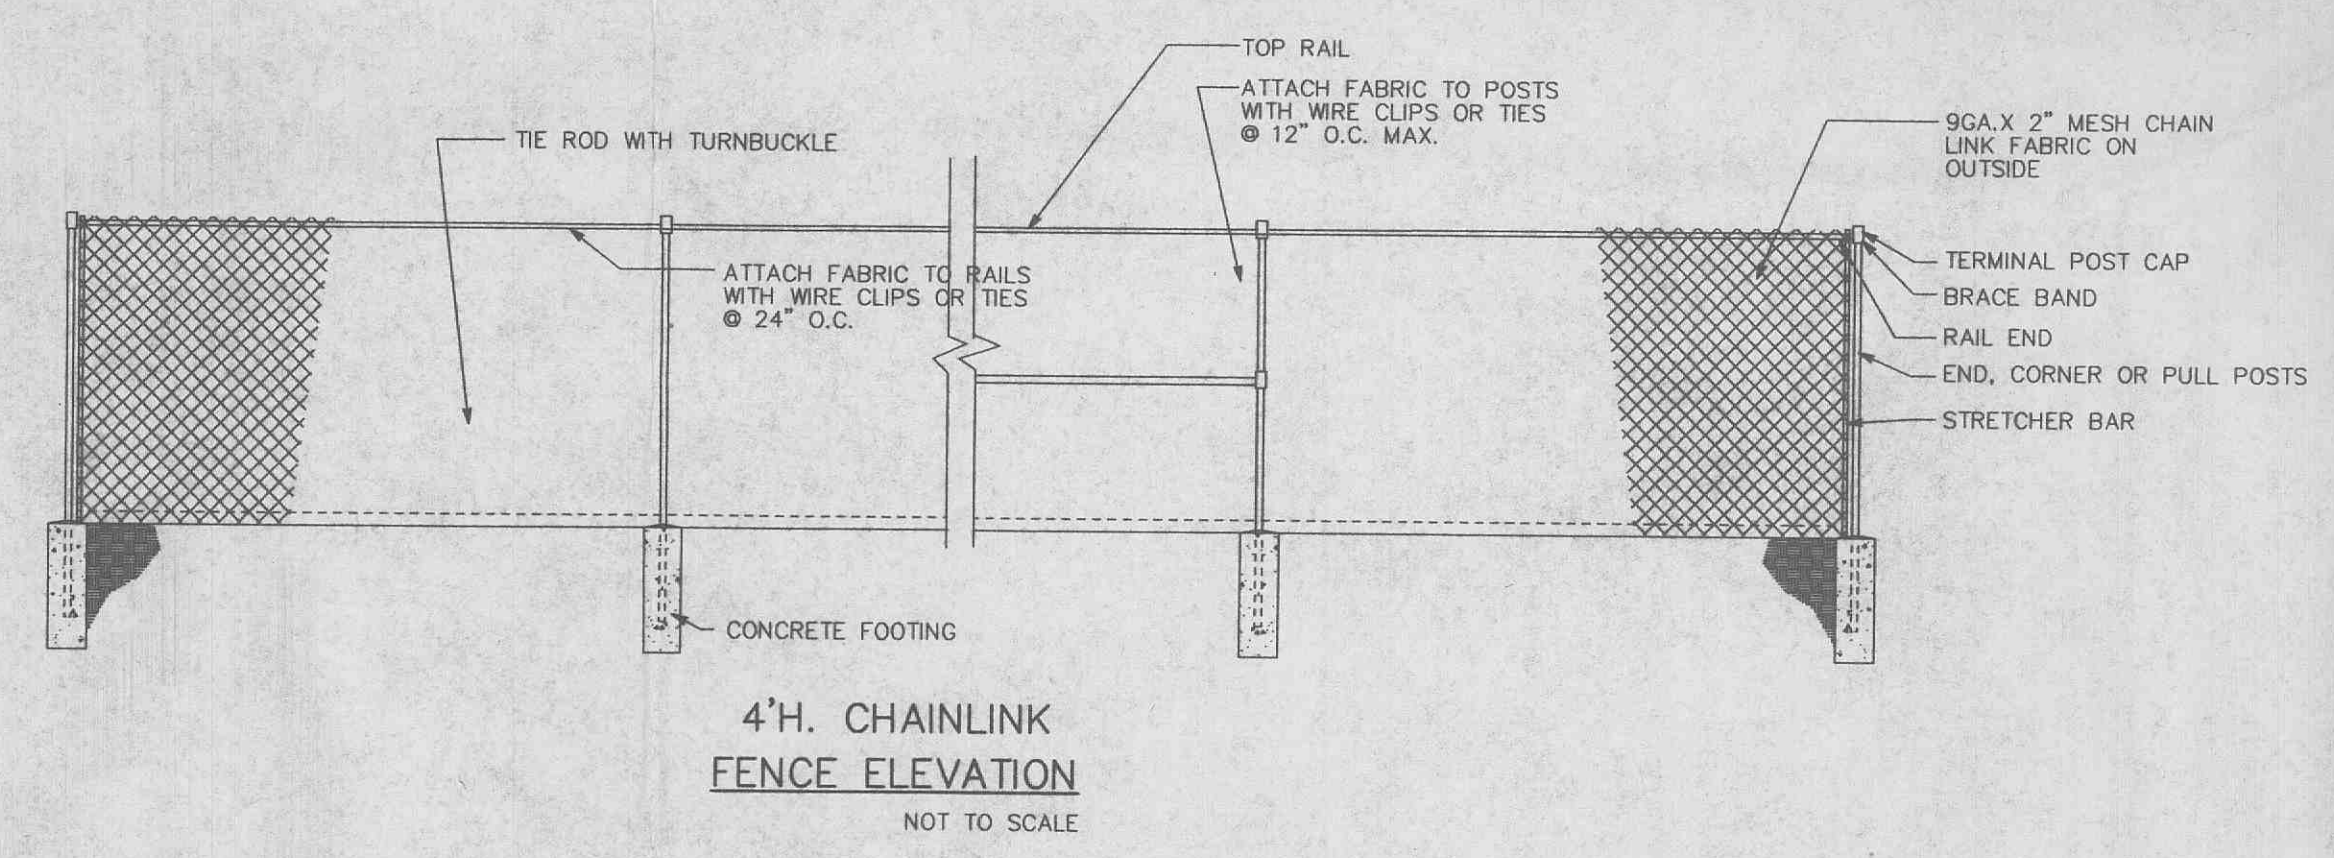 TOP RAIL
ATTACH FABRIC TO POSTS
WITH WIRE CLIPS OR TIES
@ 12" O.C. MAX.
TIE ROD WITH TURNBUCKLE
9GA.X 2" MESH CHAIN
LINK FABRIC ON
OUTSIDE
ATTACH FABRIC TO RAILS
WITH WIRE CLIPS OR TIES
@ 24" O.C.
TERMINAL POST CAP
BRACE BAND
RAIL END
END, CORNER OR PULL POSTS
STRETCHER BAR
CONCRETE FOOTING
4'H. CHAINLINK
FENCE ELEVATION
NOT TO SCALE